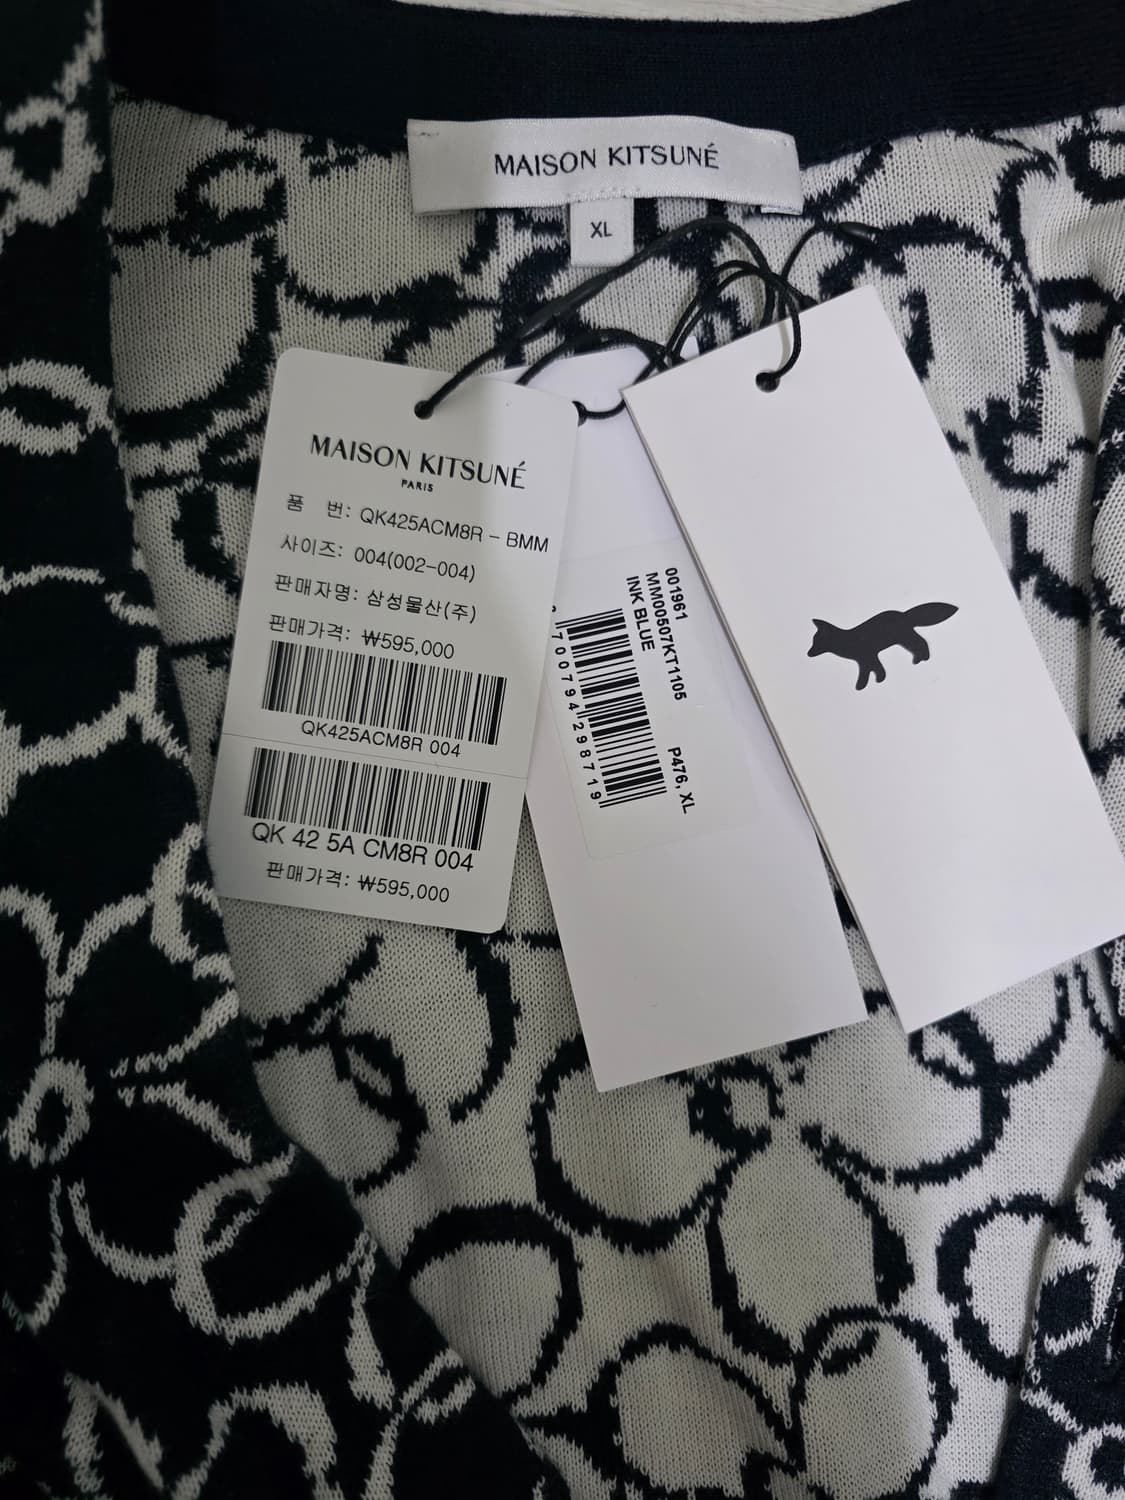 MAISON KITSUNÉ
XL
MAISON KITSUNÉ
PARIS
품 번: QK425ACM8R - BMM
사이즈: 004(002-004)
판매자명: 삼성물산(주)
판매가격: ₩595,000
QK425ACM8R 004
QK 42 5A CM8R 004
판매가격: ₩595,000
001961
MM00507KT1105
INK BLUE
P476, XL
700794298719